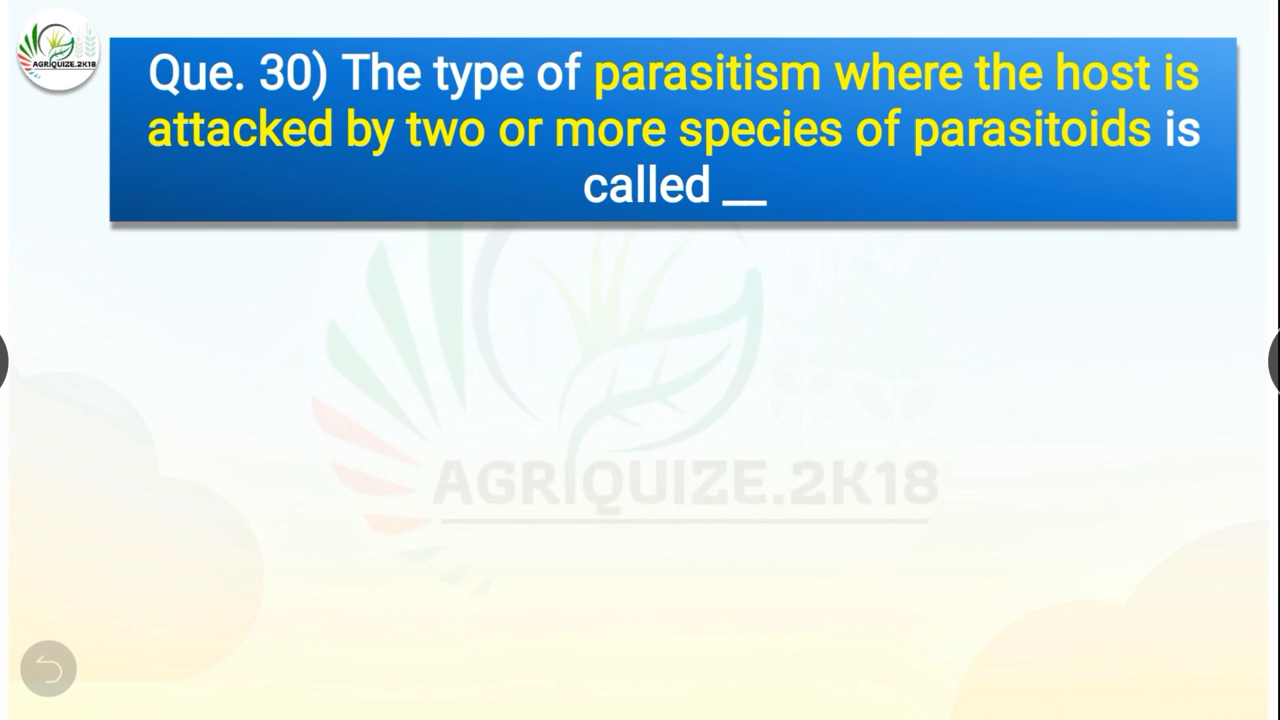 AGRIQUIZE.2K18
Que. 30) The type of parasitism where the host is
attacked by two or more species of parasitoids is
called __
AGRIQUIZE.2K18